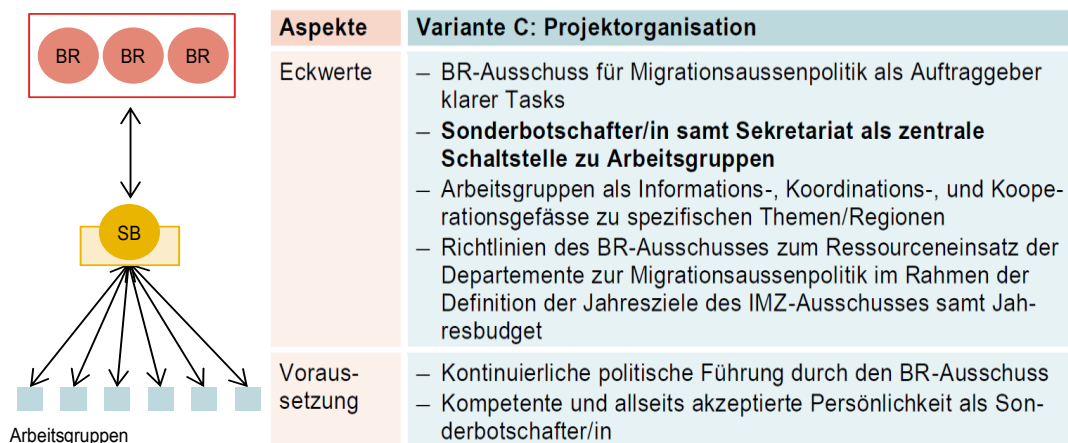 BR BR BR
SB
Arbeitsgruppen
Aspekte
Variante C: Projektorganisation
Eckwerte
– BR-Ausschuss für Migrationsaussenpolitik als Auftraggeber
klarer Tasks
– Sonderbotschafter/in samt Sekretariat als zentrale
Schaltstelle zu Arbeitsgruppen
– Arbeitsgruppen als Informations-, Koordinations-, und Koope-
rationsgefässe zu spezifischen Themen/Regionen
– Richtlinien des BR-Ausschusses zum Ressourceneinsatz der
Departemente zur Migrationsaussenpolitik im Rahmen der
Definition der Jahresziele des IMZ-Ausschusses samt Jah-
resbudget
Voraus-
setzung
– Kontinuierliche politische Führung durch den BR-Ausschuss
– Kompetente und allseits akzeptierte Persönlichkeit als Son-
derbotschafter/in